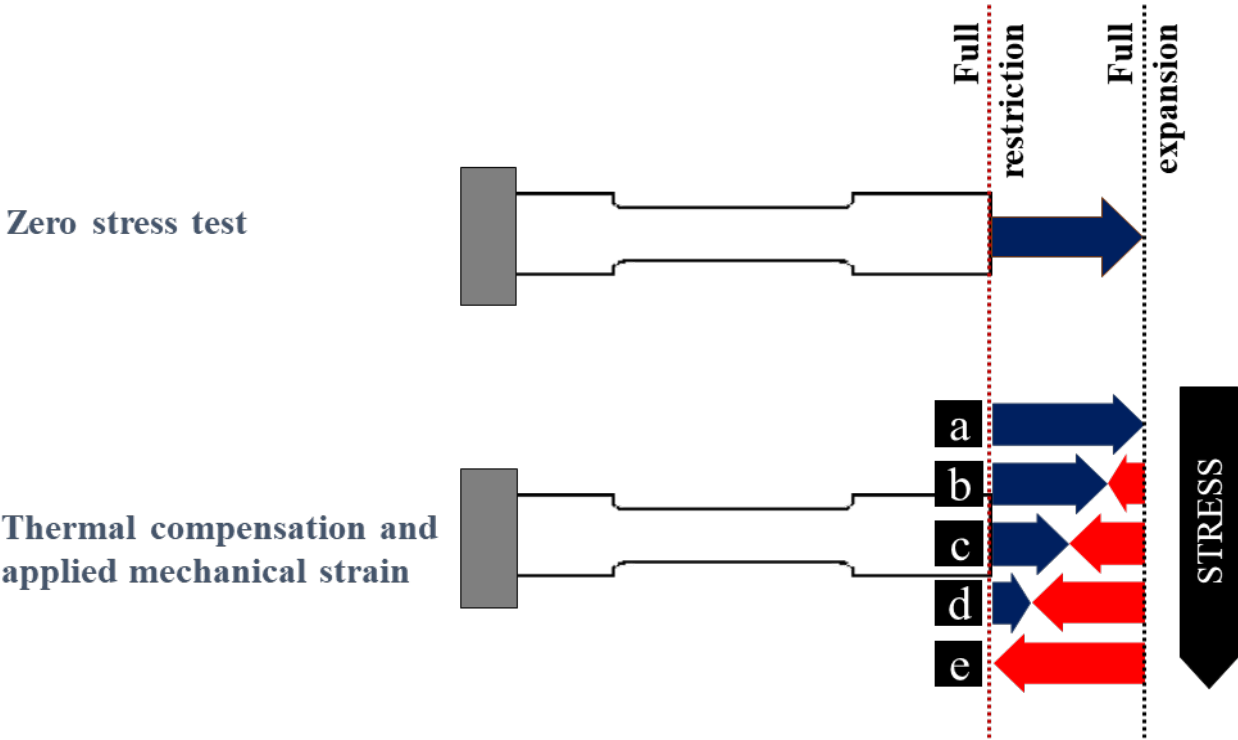 Full
restriction
Full
expansion
Zero stress test
a
b
c
d
e
Thermal compensation and
applied mechanical strain
STRESS